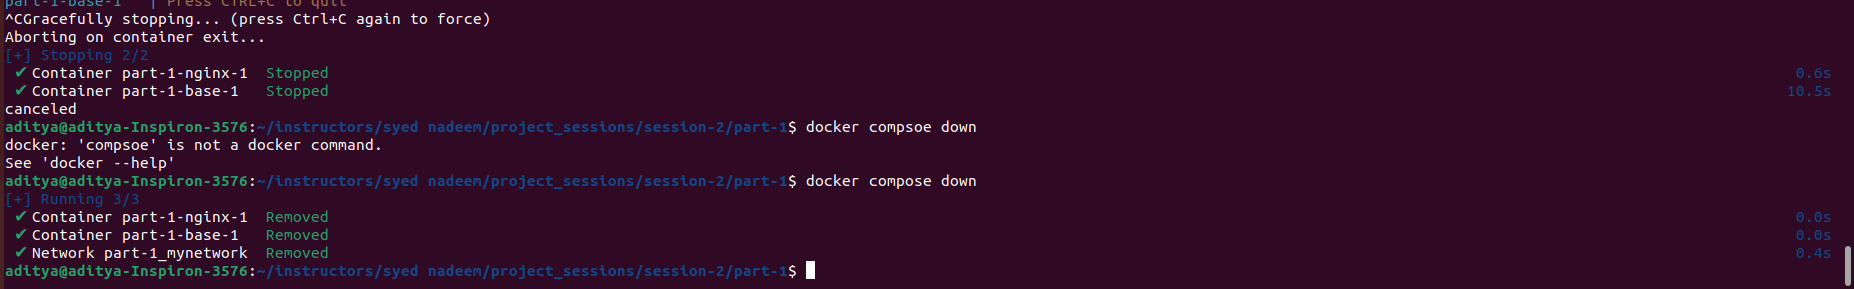 part-1-base-1   | Press CTRL+C to quit
^CGracefully stopping... (press Ctrl+C again to force)
Aborting on container exit...
[+] Stopping 2/2
✔ Container part-1-nginx-1  Stopped 0.6s
✔ Container part-1-base-1   Stopped 10.5s
canceled
aditya@aditya-Inspiron-3576:~/instructors/syed nadeem/project_sessions/session-2/part-1$ docker compsoe down
docker: 'compsoe' is not a docker command.
See 'docker --help'
aditya@aditya-Inspiron-3576:~/instructors/syed nadeem/project_sessions/session-2/part-1$ docker compose down
[+] Running 3/3
✔ Container part-1-nginx-1  Removed 0.0s
✔ Container part-1-base-1   Removed 0.0s
✔ Network part-1_mynetwork  Removed 0.4s
aditya@aditya-Inspiron-3576:~/instructors/syed nadeem/project_sessions/session-2/part-1$